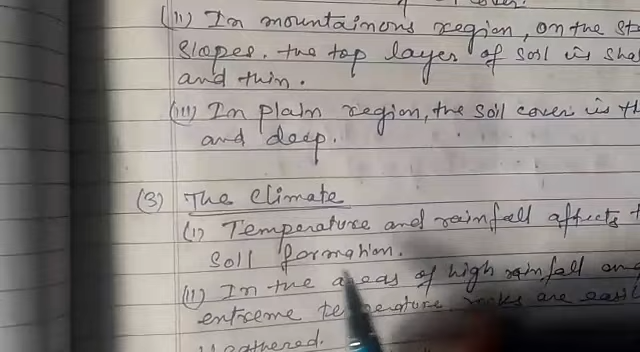 cover.
(ii) In mountainous region, on the
slopes. the top layer of soil is
and thin.
(iii) In plain region, the soil cover is
and deep.
(3) The Climate
(i) Temperature and rainfall affects
soil formation.
(ii) In the areas of high rainfall
extreme temperature rocks are
weathered.